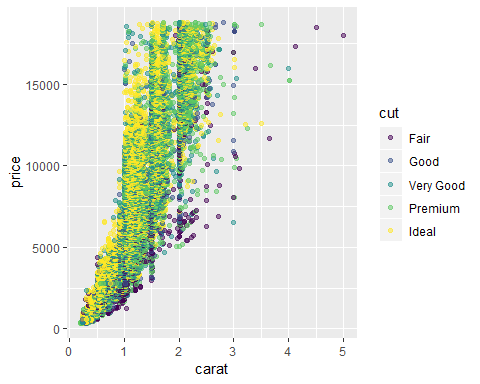 15000
10000
5000
0
price
0
1
2
3
4
5
carat
cut
Fair
Good
Very Good
Premium
Ideal